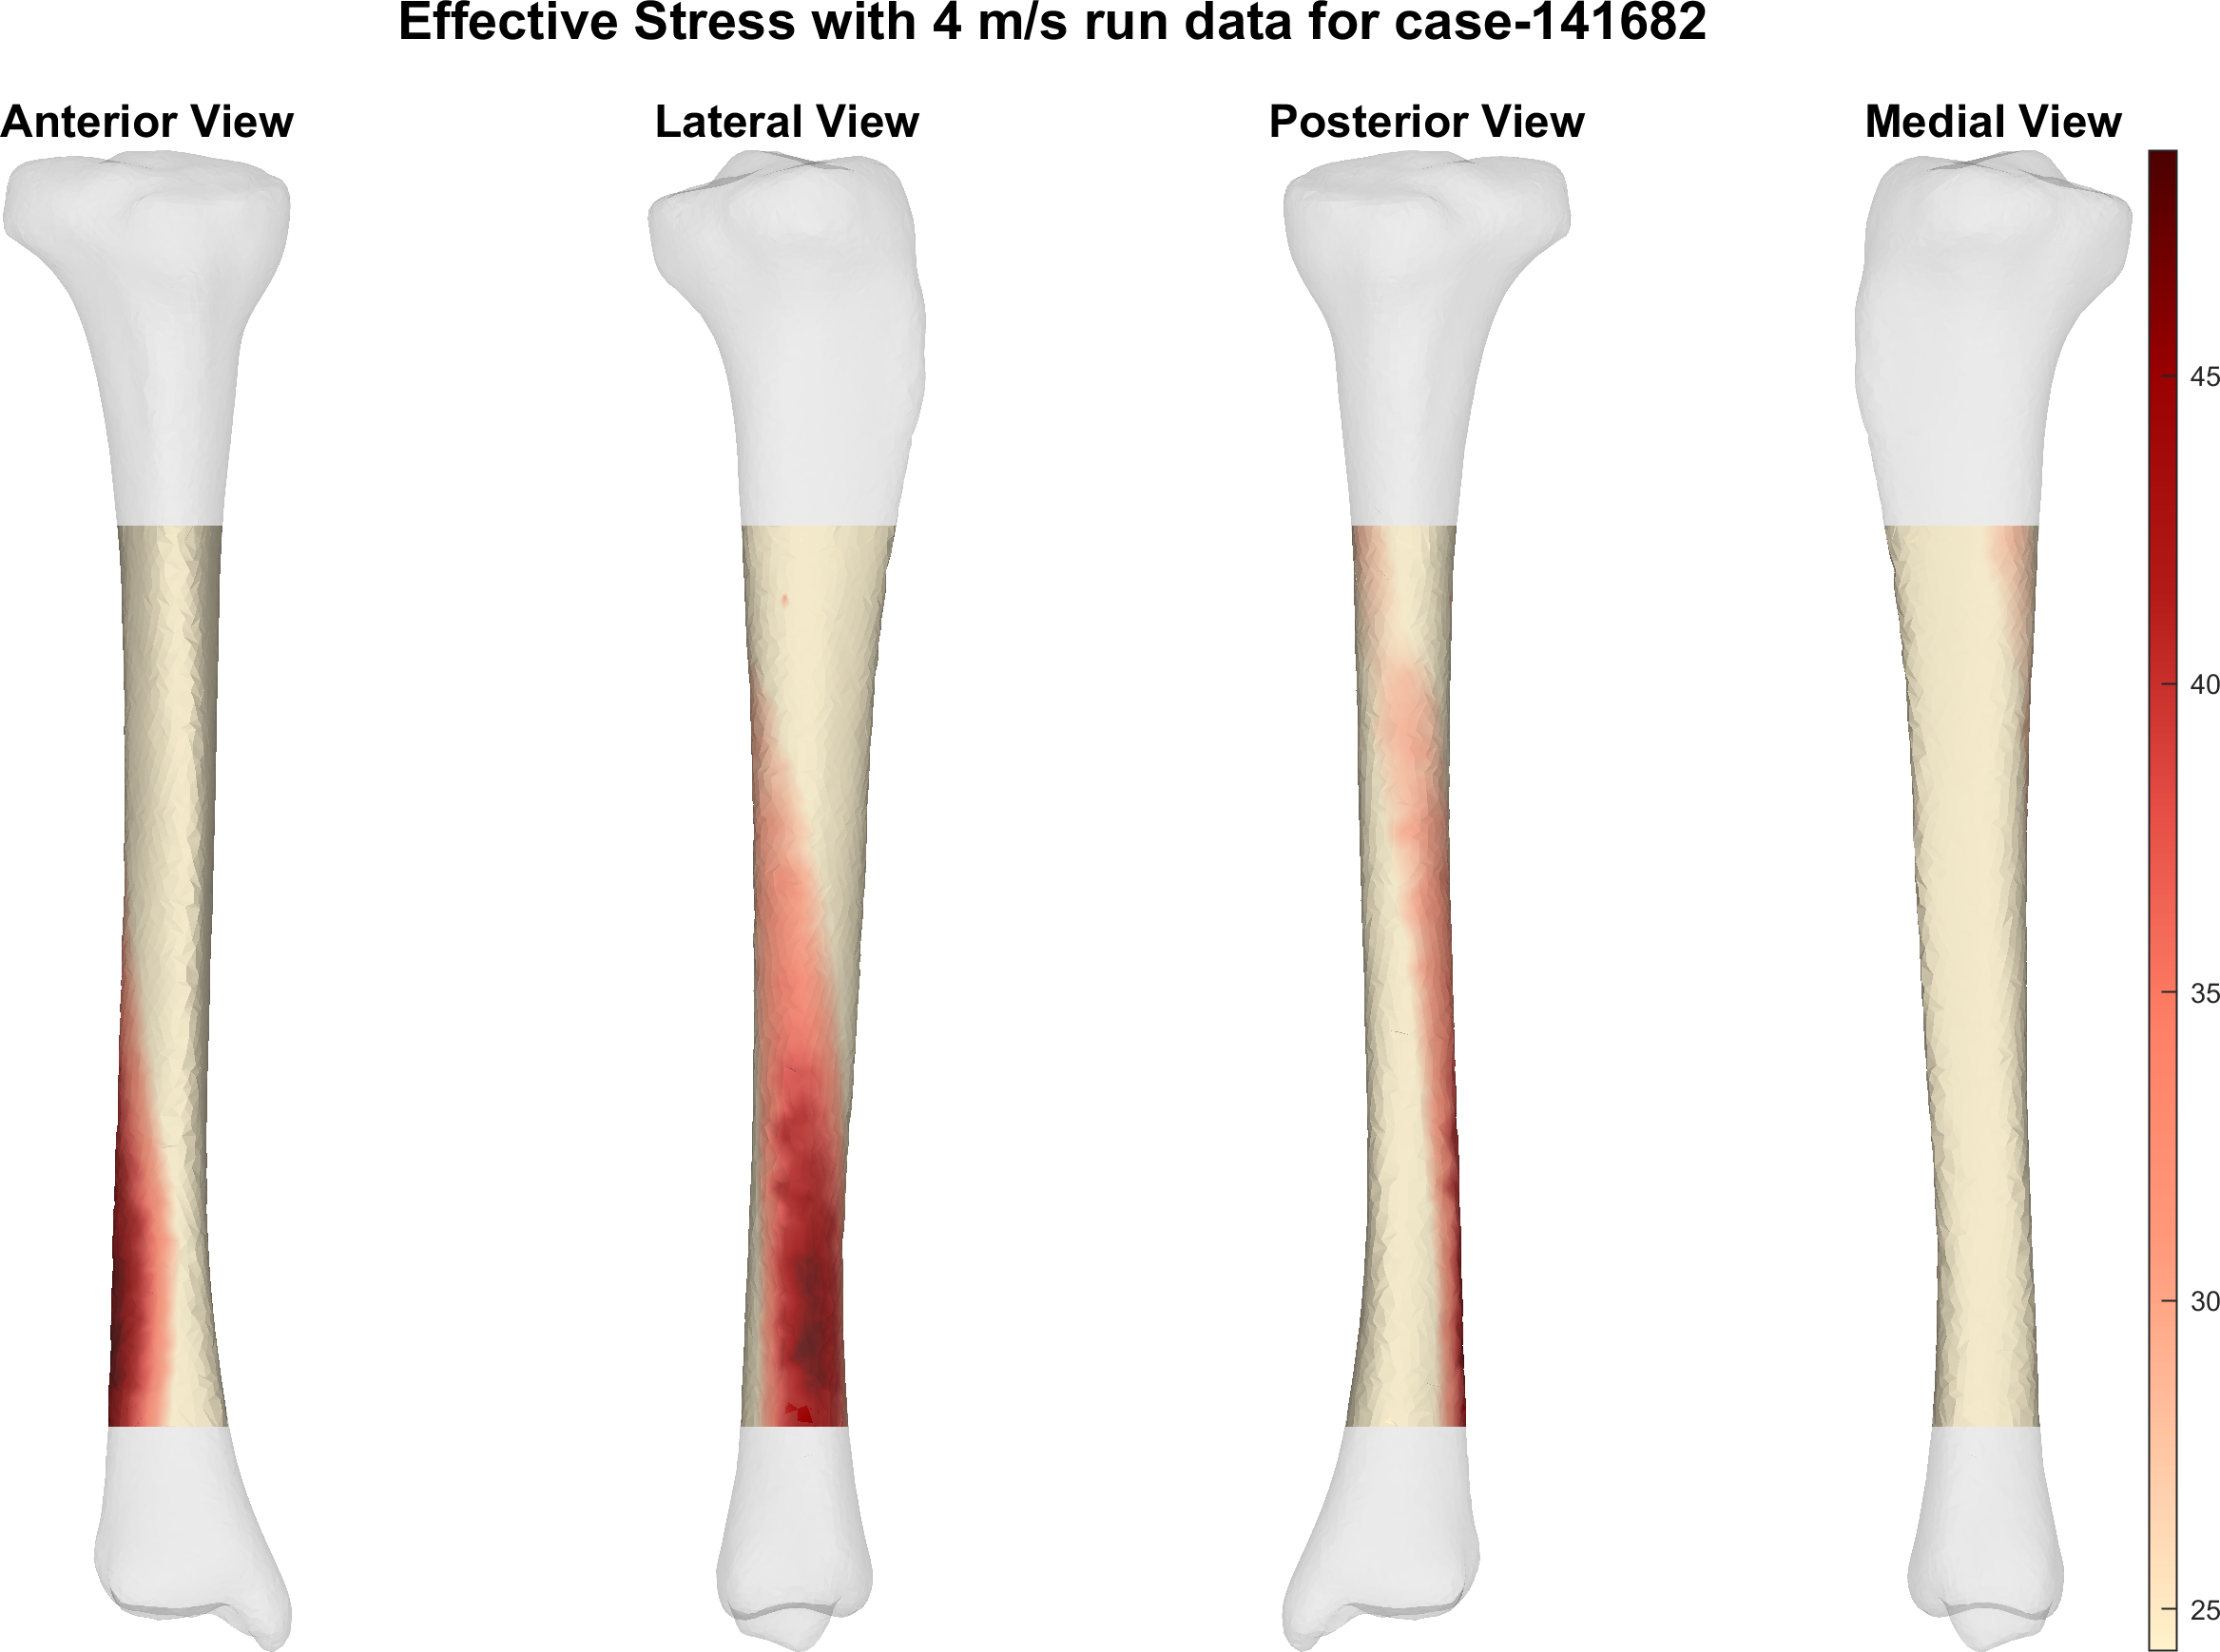 Effective Stress with 4 m/s run data for case-141682
Anterior View
Lateral View
Posterior View
Medial View
45
40
35
30
25